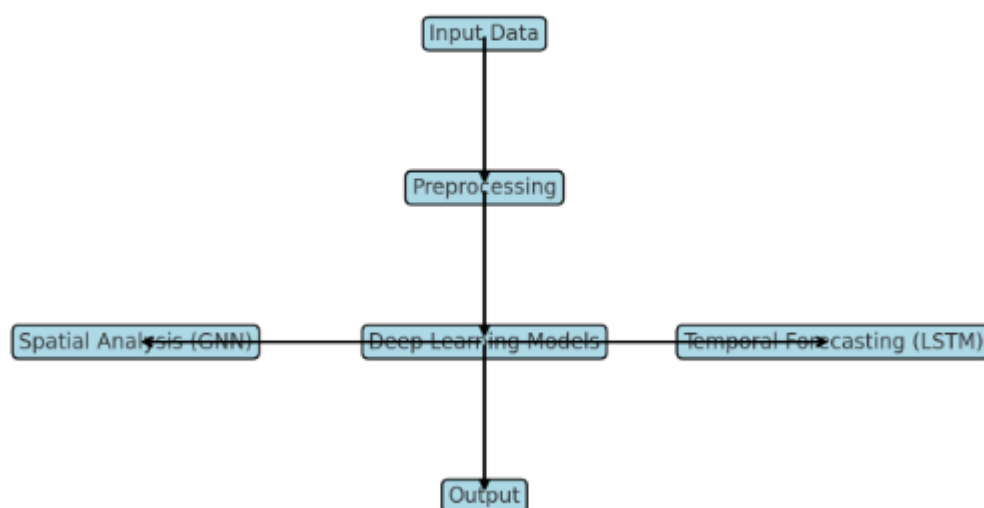 Input Data
Preprocessing
Spatial Analysis (GNN)
Deep Learning Models
Temporal Forecasting (LSTM)
Output